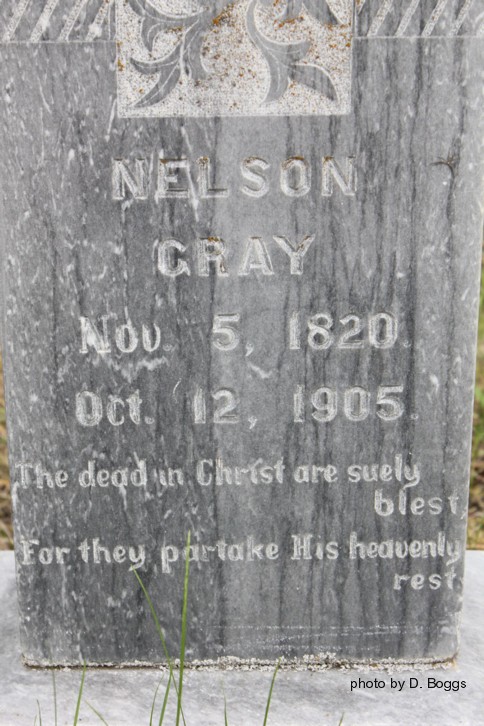 NELSON
GRAY
Nov. 5, 1820.
Oct. 12, 1905.
The dead in Christ are suely
blest,
For they partake His heavenly
rest.
photo by D. Boggs